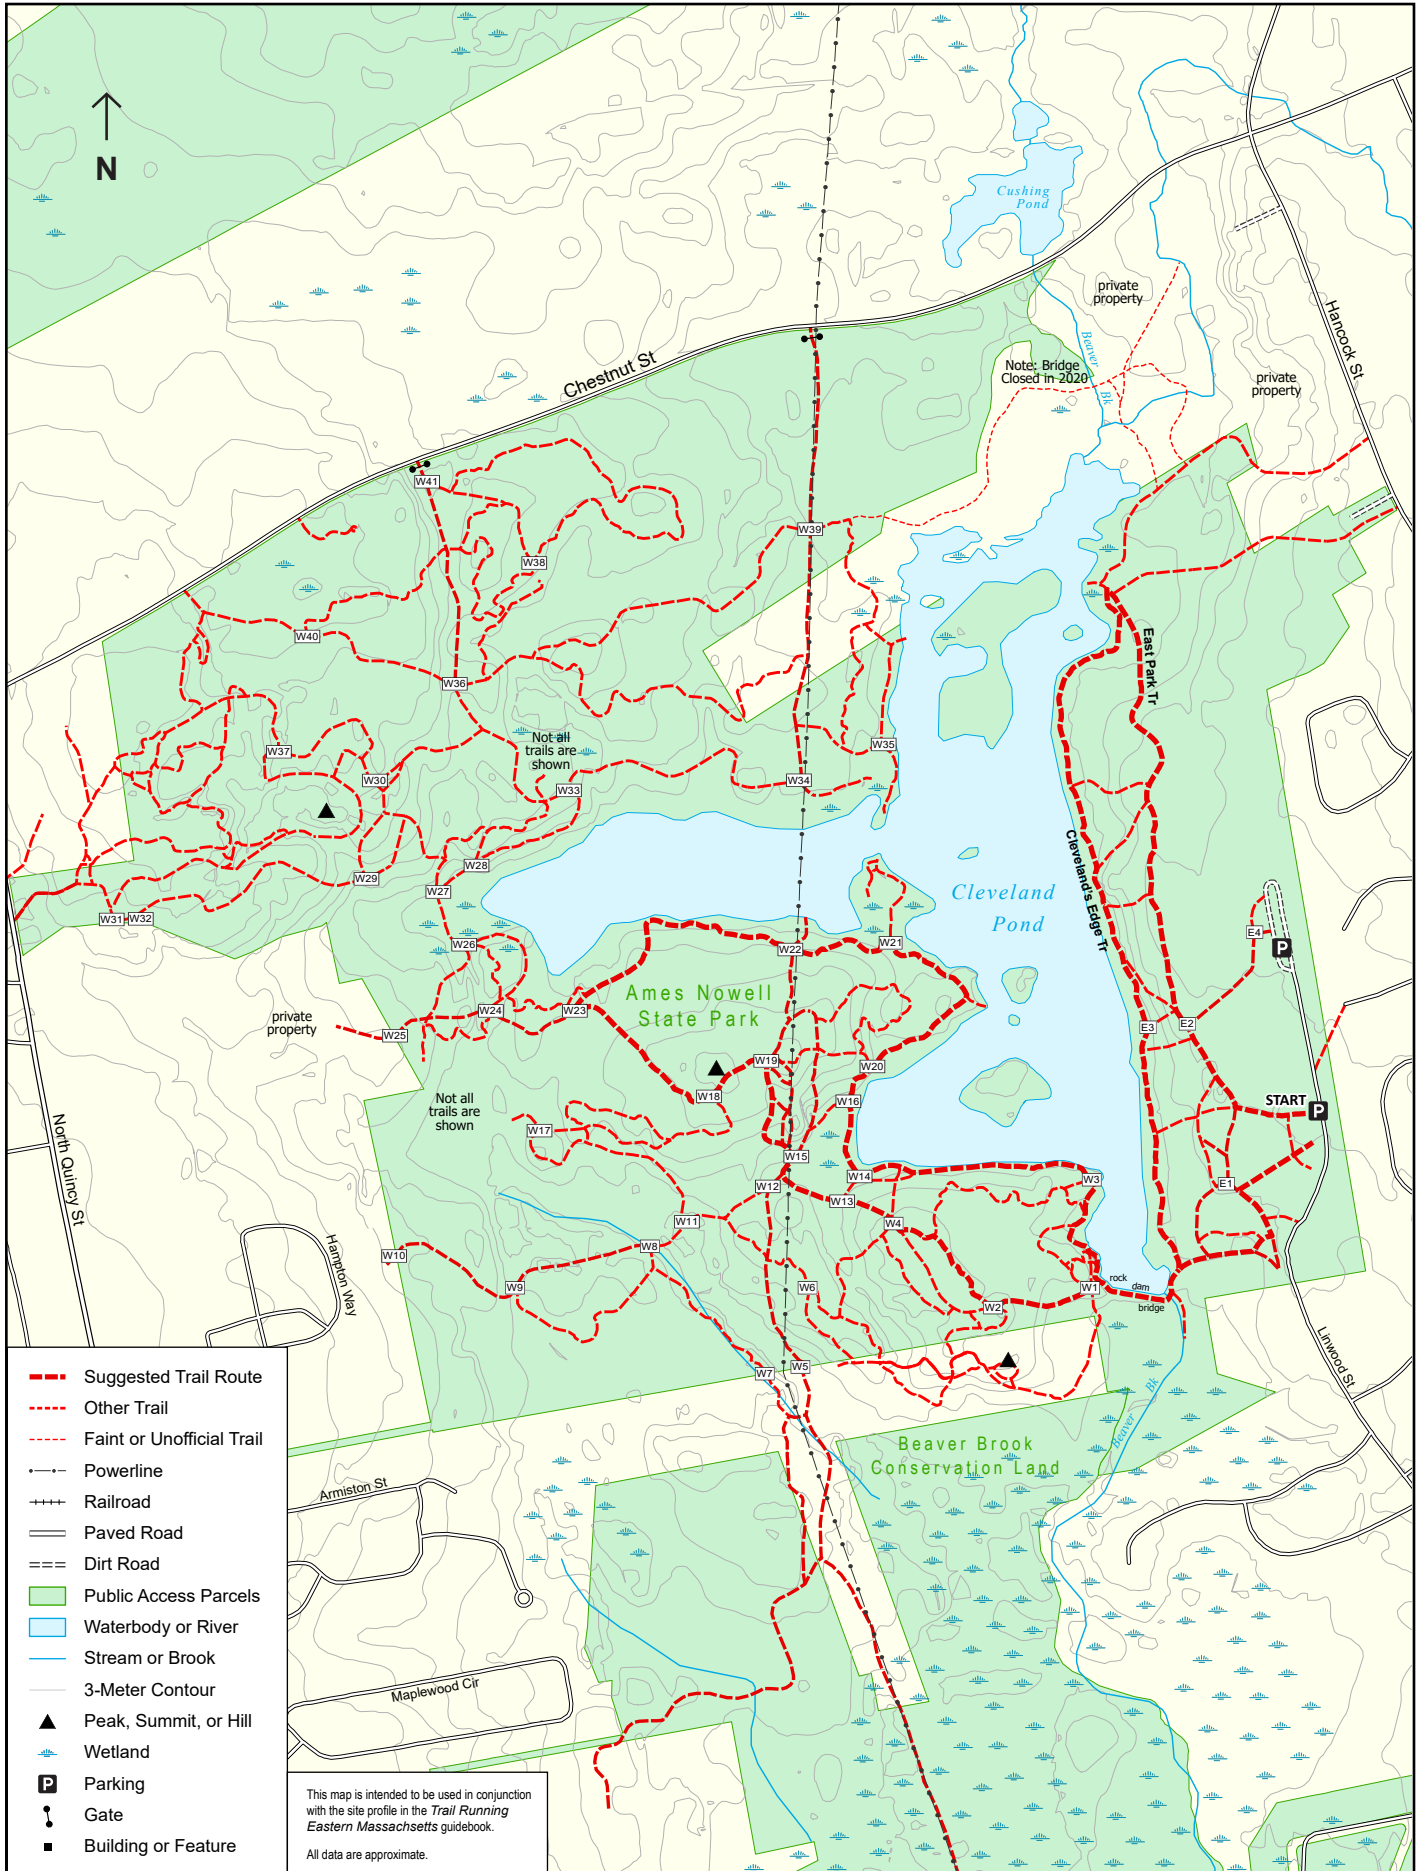 N
Cushing
Pond
private
property
Hancock St
Beaver
Bk
Note: Bridge
Closed in 2020
private
property
Chestnut St
W41
W39
W38
W40
East Park Tr
W36
W37
Not all
trails are
shown
W35
W30
W34
W33
Cleveland's Edge Tr
W28
W29
W27
Cleveland
Pond
W31
W32
E4
P
W26
W22
W21
Ames Nowell
State Park
private
property
W24
W23
W25
E3
E2
W19
W20
W18
W16
START
P
Not all
trails are
shown
North Quincy St
W17
W15
W14
W3
W12
W13
E1
W11
W4
Hampton Way
W10
W8
W9
W6
W1
rock
dam
bridge
W2
Linwood St
W7
W5
Beaver
Bk
Beaver Brook
Conservation Land
Armiston St
Maplewood Cir
Suggested Trail Route
Other Trail
Faint or Unofficial Trail
Powerline
Railroad
Paved Road
Dirt Road
Public Access Parcels
Waterbody or River
Stream or Brook
3-Meter Contour
Peak, Summit, or Hill
Wetland
P Parking
Gate
Building or Feature
This map is intended to be used in conjunction
with the site profile in the Trail Running
Eastern Massachsetts guidebook.
All data are approximate.